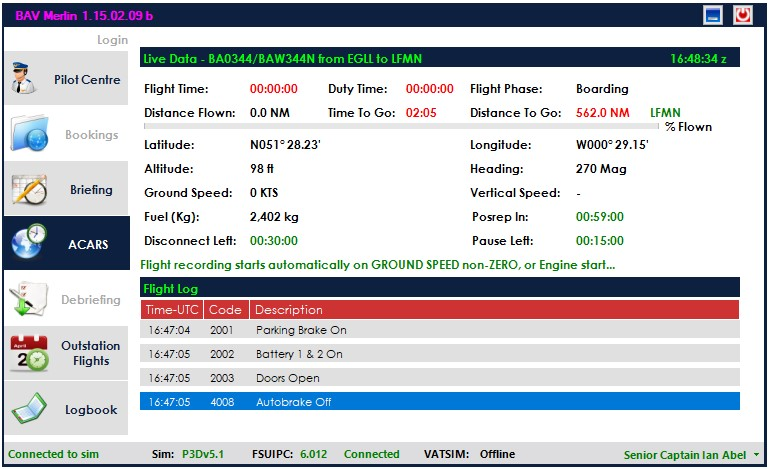 BAV Merlin 1.15.02.09 b
Login
Pilot Centre
Bookings
Briefing
ACARS
Debriefing
April
20
Outstation
Flights
Logbook
Live Data - BA0344/BAW344N from EGLL to LFMN 16:48:34 z
Flight Time: 00:00:00 Duty Time: 00:00:00 Flight Phase: Boarding
Distance Flown: 0.0 NM Time To Go: 02:05 Distance To Go: 562.0 NM LFMN
% Flown
Latitude: N051° 28.23' Longitude: W000° 29.15'
Altitude: 98 ft Heading: 270 Mag
Ground Speed: 0 KTS Vertical Speed: -
Fuel (Kg): 2,402 kg Posrep In: 00:59:00
Disconnect Left: 00:30:00 Pause Left: 00:15:00
Flight recording starts automatically on GROUND SPEED non-ZERO, or Engine start...
Flight Log
Time-UTC Code Description
16:47:04 2001 Parking Brake On
16:47:05 2002 Battery 1 & 2 On
16:47:05 2003 Doors Open
16:47:05 4008 Autobrake Off
Connected to sim Sim: P3Dv5.1 FSUIPC: 6.012 Connected VATSIM: Offline Senior Captain Ian Abel